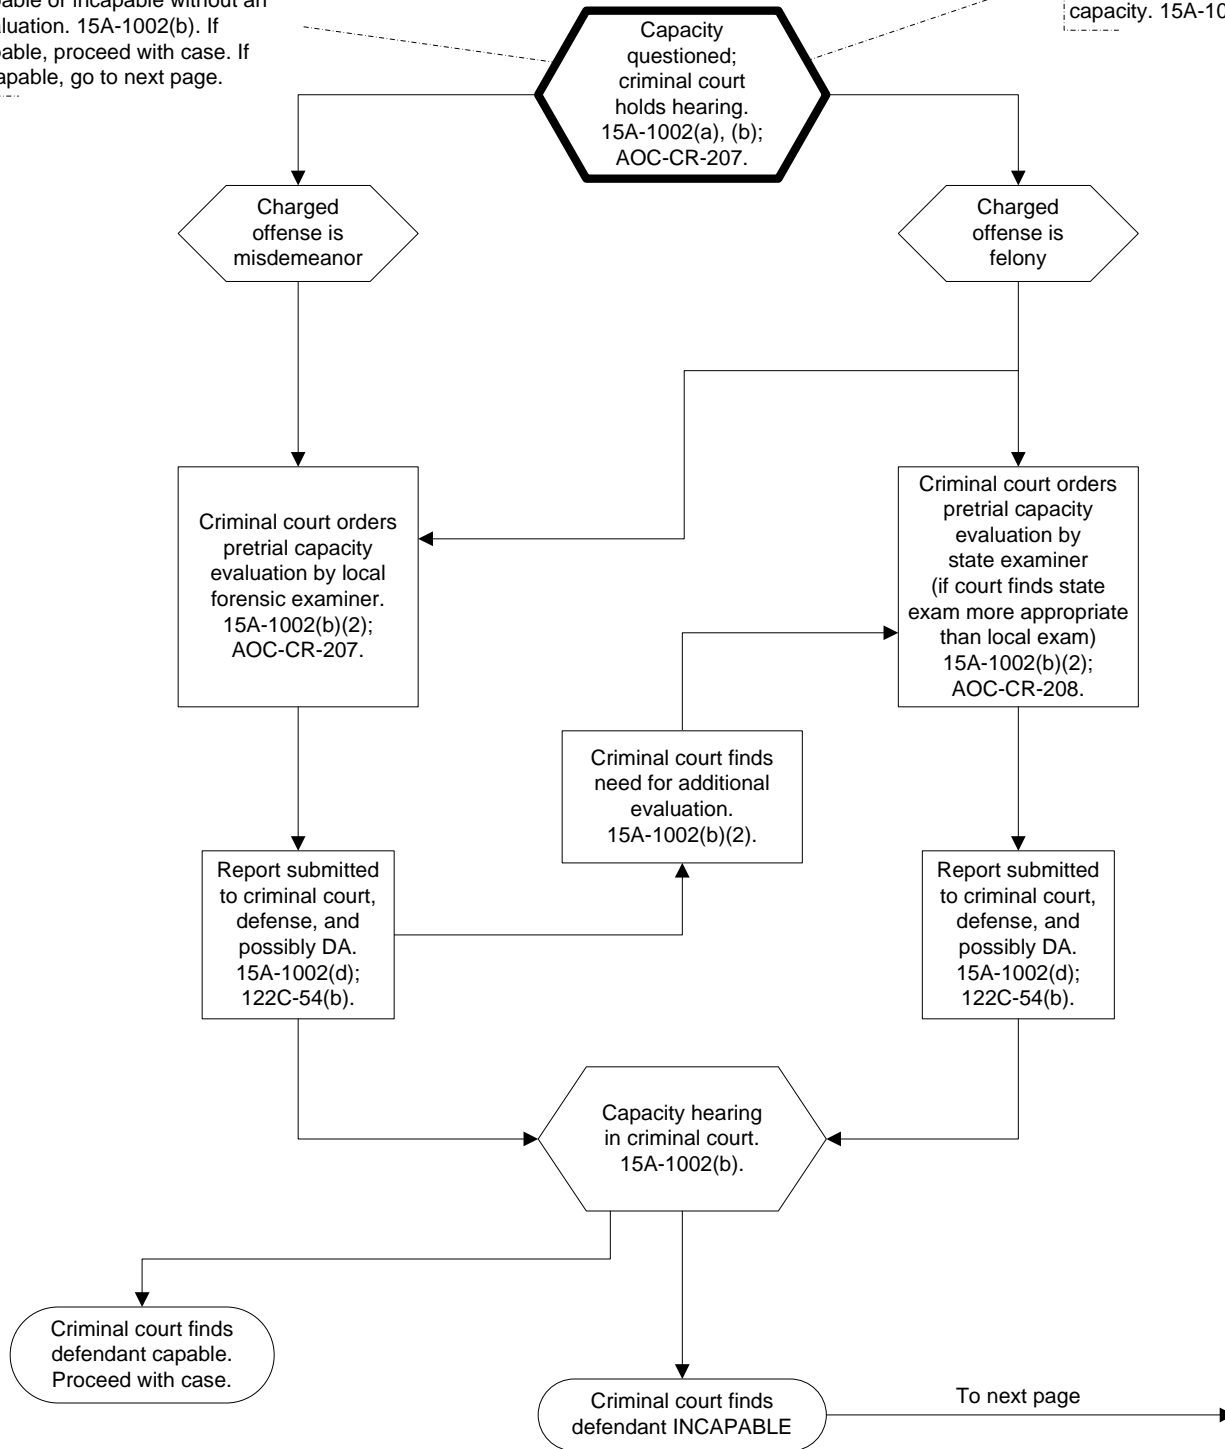 or incapable without an
15A-1002(b). If
proceed with case. If
go to next page.
capacity.
Capacity
questioned;
criminal court
holds hearing.
15A-1002(a), (b);
AOC-CR-207.
Charged
offense is
misdemeanor
Charged
offense is
felony
Criminal court orders
pretrial capacity
evaluation by local
forensic examiner.
15A-1002(b)(2);
AOC-CR-207.
Criminal court orders
pretrial capacity
evaluation by
state examiner
(if court finds state
exam more appropriate
than local exam)
15A-1002(b)(2);
AOC-CR-208.
Criminal court finds
need for additional
evaluation.
15A-1002(b)(2).
Report submitted
to criminal court,
defense, and
possibly DA.
15A-1002(d);
122C-54(b).
Report submitted
to criminal court,
defense, and
possibly DA.
15A-1002(d);
122C-54(b).
Capacity hearing
in criminal court.
15A-1002(b).
Criminal court finds
defendant capable.
Proceed with case.
Criminal court finds
defendant INCAPABLE
To next page